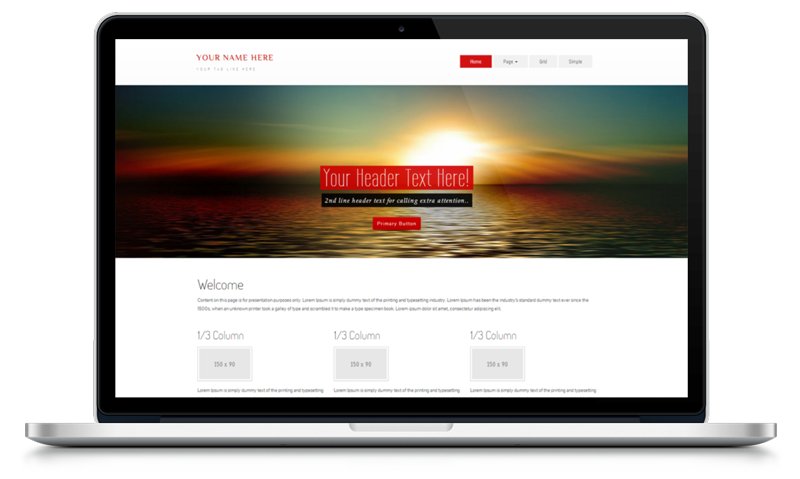 YOUR NAME HERE
YOUR TAG LINE HERE
Home Page Grid Simple
Your Header Text Here!
2nd line header text for calling extra attention...
Primary Button
Welcome
Content on this page is for presentation purposes only. Lorem Ipsum is simply dummy text of the printing and typesetting industry. Lorem Ipsum has been the industry's standard dummy text ever since the
1500s, when an unknown printer took a galley of type and scrambled it to make a type specimen book. Lorem ipsum dolor sit amet, consectetur adipiscing elit
1/3 Column 1/3 Column 1/3 Column
150 x 90 150 x 90 150 x 90
Lorem Ipsum is simply dummy text of the printing and typesetting Lorem Ipsum is simply dummy text of the printing and typesetting Lorem Ipsum is simply dummy text of the printing and typesetting